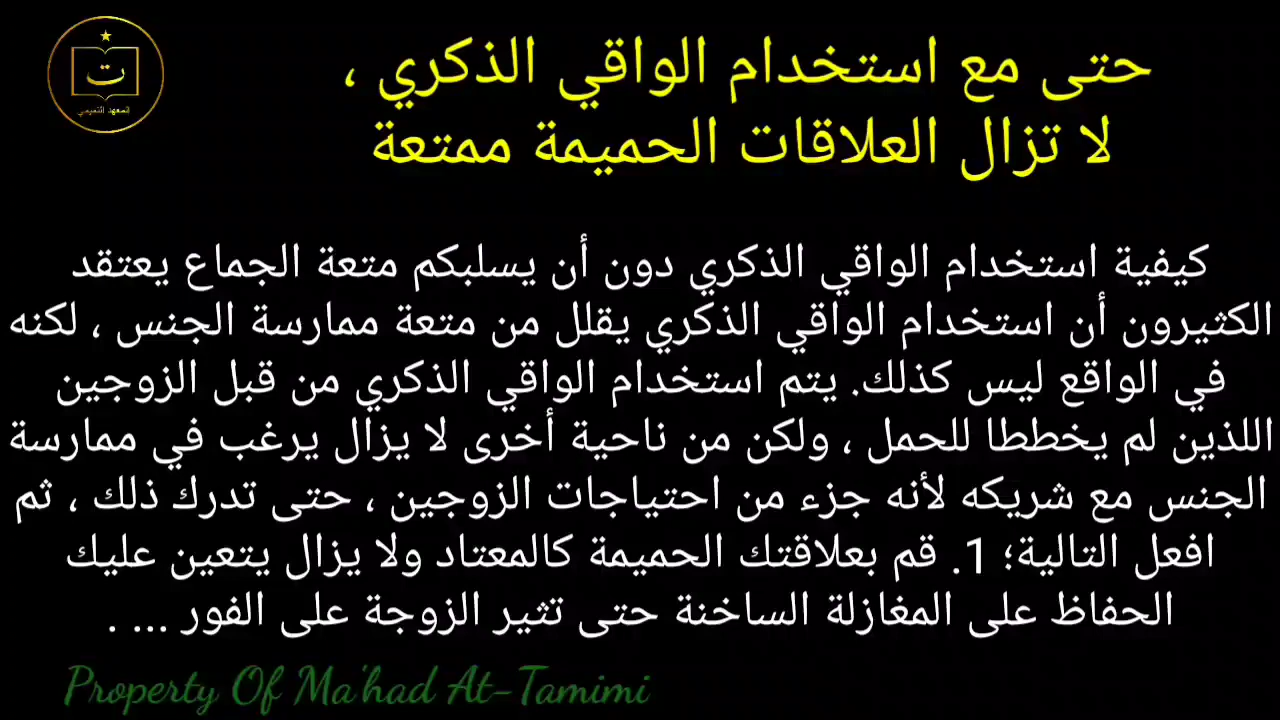 ت
المعهد التميمي
حتى مع استخدام الواقي الذكري ،
لا تزال العلاقات الحميمة ممتعة
كيفية استخدام الواقي الذكري دون أن يسلبكم متعة الجماع يعتقد
الكثيرون أن استخدام الواقي الذكري يقلل من متعة ممارسة الجنس ، لكنه
في الواقع ليس كذلك. يتم استخدام الواقي الذكري من قبل الزوجين
اللذين لم يخططا للحمل ، ولكن من ناحية أخرى لا يزال يرغب في ممارسة
الجنس مع شريكه لأنه جزء من احتياجات الزوجين ، حتى تدرك ذلك ، ثم
افعل التالية؛ 1. قم بعلاقتك الحميمة كالمعتاد ولا يزال يتعين عليك
الحفاظ على المغازلة الساخنة حتى تثير الزوجة على الفور ... .
Property Of Ma'had At-Tamimi